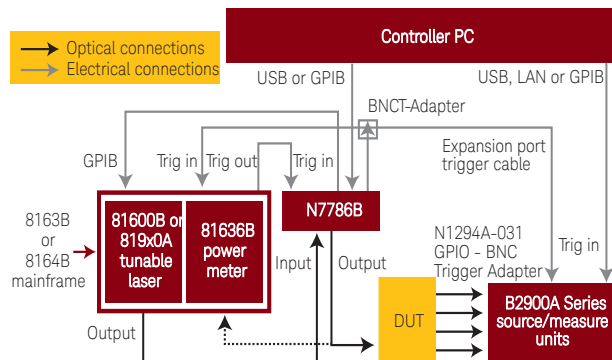 Optical connections
Electrical connections
Controller PC
USB or GPIB
USB, LAN or GPIB
BNCT-Adapter
GPIB
Trig in
Trig out
Trig in
Expansion port
trigger cable
8163B
or
8164B
mainframe
81600B or
819x0A
tunable
laser
81636B
power
meter
N7786B
Input
Output
N1294A-031
GPIO - BNC
Trigger Adapter
Trig in
Output
DUT
B2900A Series
source/measure
units